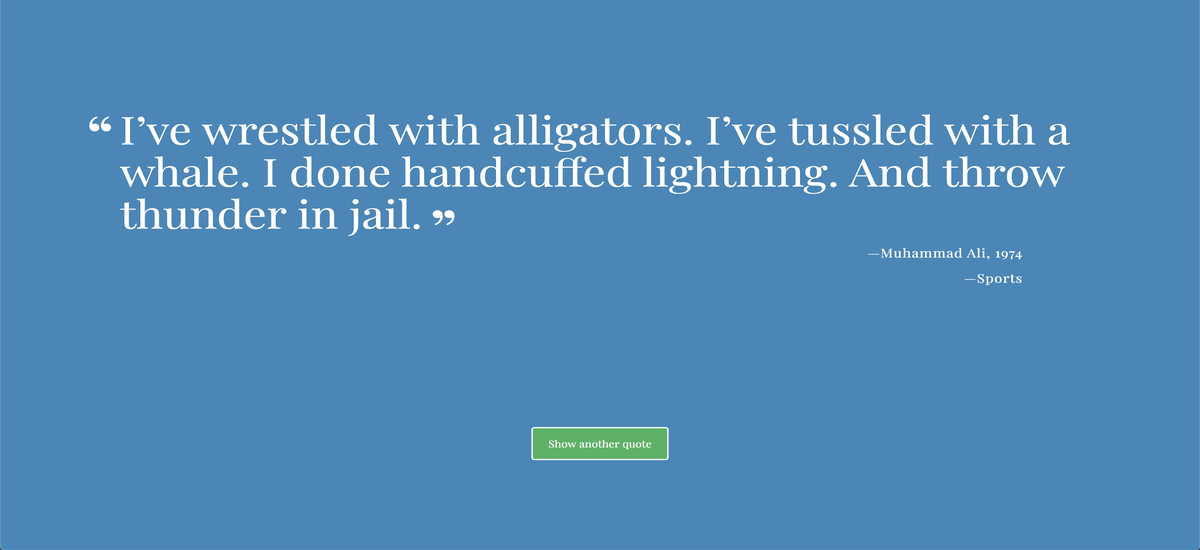 “ I’ve wrestled with alligators. I’ve tussled with a
whale. I done handcuffed lightning. And throw
thunder in jail. ”
—Muhammad Ali, 1974
—Sports
Show another quote